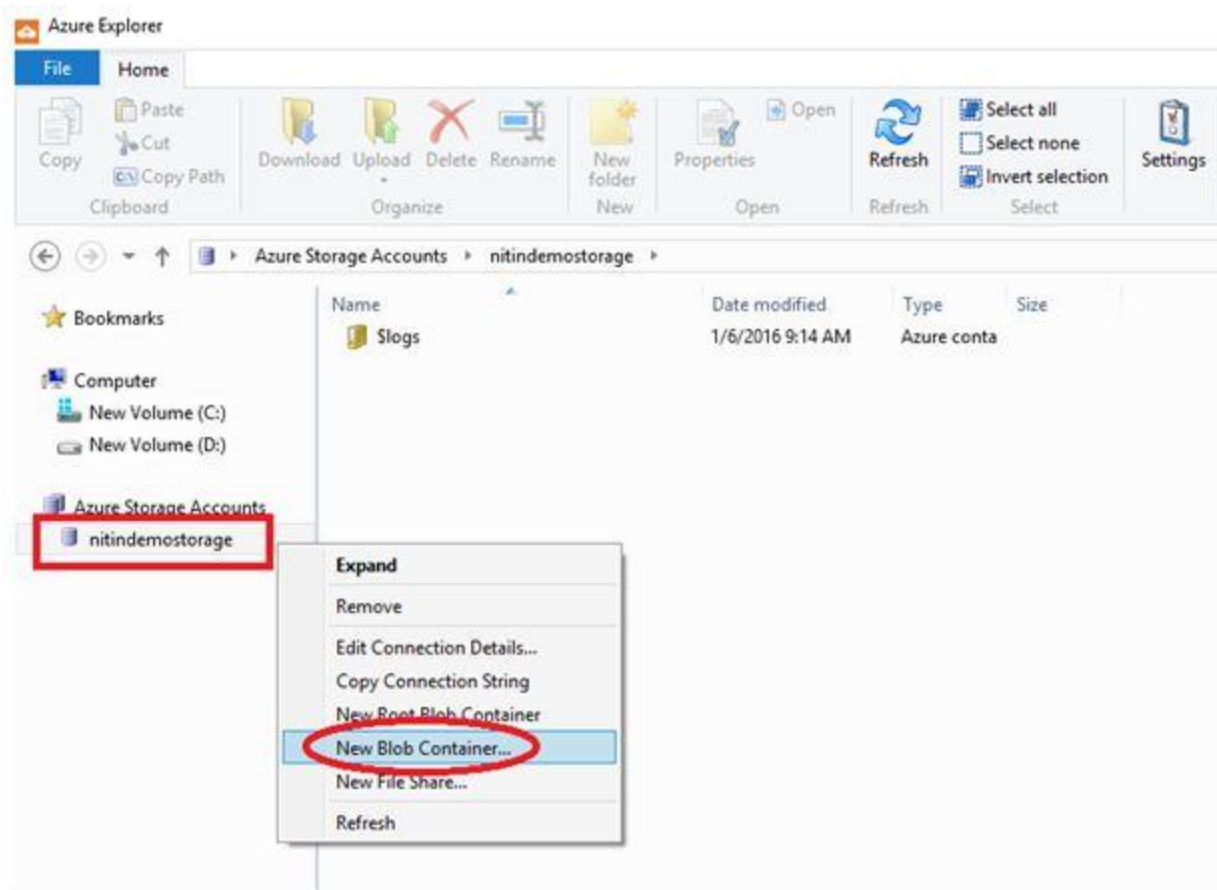 Azure Explorer
File Home
Copy
Paste
Cut
Copy Path
Clipboard
Download Upload Delete Rename
Organize
New folder
New
Properties
Open
Open
Refresh
Refresh
Select all
Select none
Invert selection
Select
Settings
Azure Storage Accounts nitindemostorage
Bookmarks
Computer
New Volume (C:)
New Volume (D:)
Azure Storage Accounts
nitindemostorage
Name Date modified Type Size
$logs 1/6/2016 9:14 AM Azure conta
Expand
Remove
Edit Connection Details...
Copy Connection String
New Root Blob Container
New Blob Container...
New File Share...
Refresh